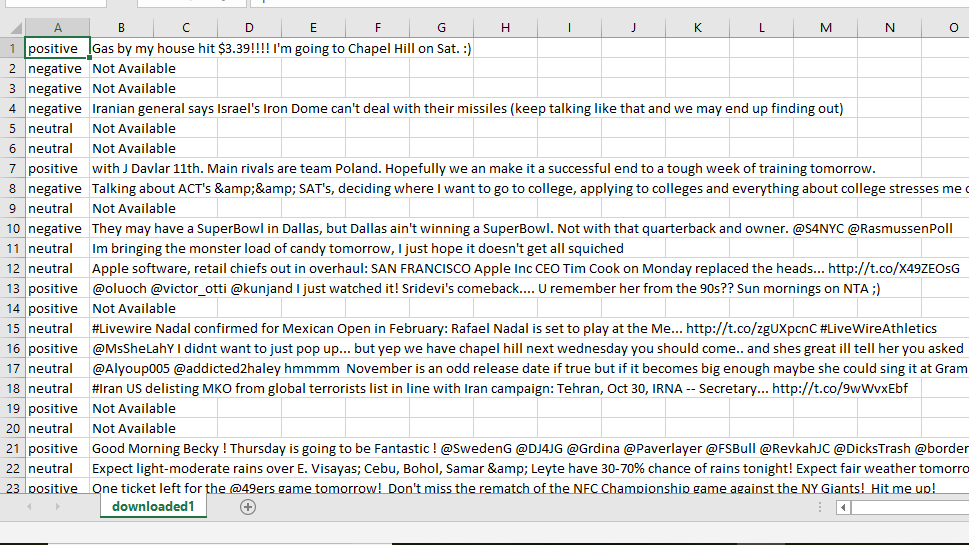 A B C D E F G H I J K L M N O
1 positive Gas by my house hit $3.39!!!! I'm going to Chapel Hill on Sat. :)
2 negative Not Available
3 negative Not Available
4 negative Iranian general says Israel's Iron Dome can't deal with their missiles (keep talking like that and we may end up finding out)
5 neutral Not Available
6 neutral Not Available
7 positive with J Davlar 11th. Main rivals are team Poland. Hopefully we an make it a successful end to a tough week of training tomorrow.
8 negative Talking about ACT's &amp;&amp; SAT's, deciding where I want to go to college, applying to colleges and everything about college stresses me
9 neutral Not Available
10 negative They may have a SuperBowl in Dallas, but Dallas ain't winning a SuperBowl. Not with that quarterback and owner. @S4NYC @RasmussenPoll
11 neutral Im bringing the monster load of candy tomorrow, I just hope it doesn't get all squiched
12 neutral Apple software, retail chiefs out in overhaul: SAN FRANCISCO Apple Inc CEO Tim Cook on Monday replaced the heads... http://t.co/X49ZEOsG
13 positive @oluoch @victor_otti @kunjand I just watched it! Sridevi's comeback.... U remember her from the 90s?? Sun mornings on NTA ;)
14 positive Not Available
15 neutral #Livewire Nadal confirmed for Mexican Open in February: Rafael Nadal is set to play at the Me... http://t.co/zgUXpcnC #LiveWireAthletics
16 positive @MsSheLahY I didnt want to just pop up... but yep we have chapel hill next wednesday you should come.. and shes great ill tell her you asked
17 neutral @Alyoup005 @addicted2haley hmmmm November is an odd release date if true but if it becomes big enough maybe she could sing it at Gram
18 neutral #Iran US delisting MKO from global terrorists list in line with Iran campaign: Tehran, Oct 30, IRNA -- Secretary... http://t.co/9wWvxEbf
19 positive Not Available
20 neutral Not Available
21 positive Good Morning Becky ! Thursday is going to be Fantastic ! @SwedenG @DJ4JG @Grdina @Paverlayer @FSBull @RevkahJC @DicksTrash @border
22 neutral Expect light-moderate rains over E. Visayas; Cebu, Bohol, Samar &amp; Leyte have 30-70% chance of rains tonight! Expect fair weather tomorro
23 positive One ticket left for the @49ers game tomorrow! Don't miss the rematch of the NFC Championship game against the NY Giants! Hit me up!
downloaded1